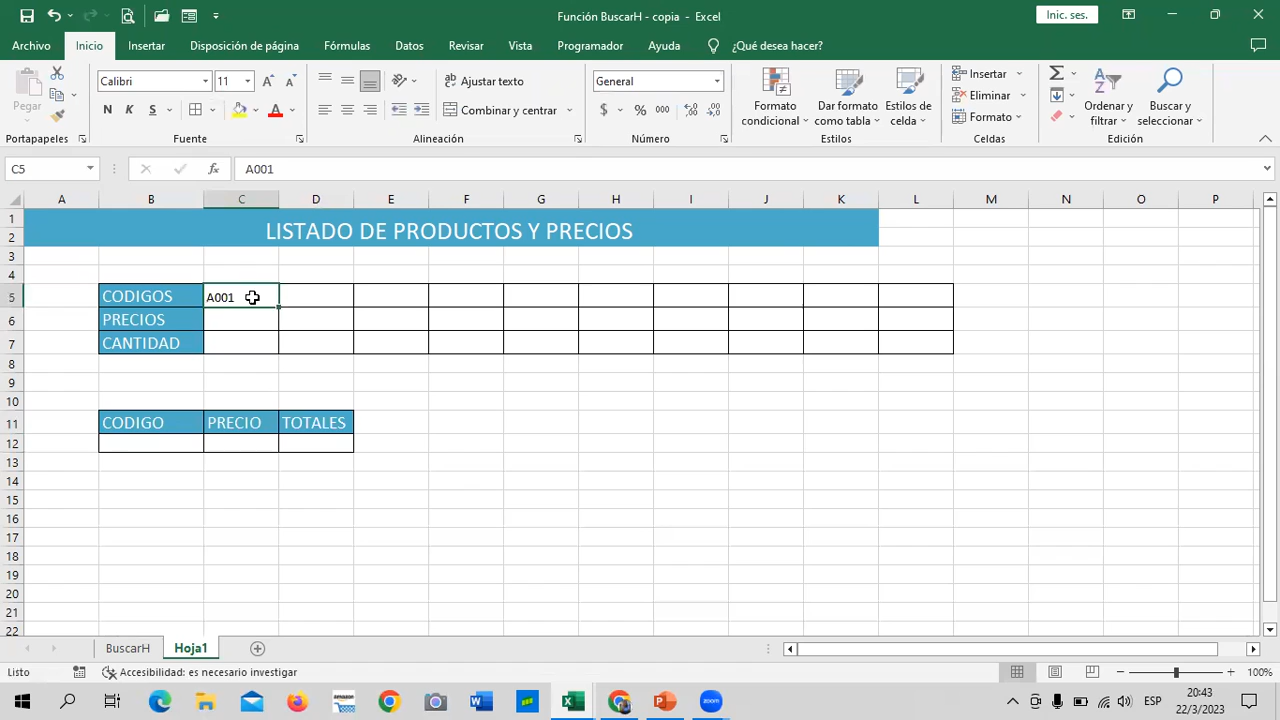 Función BuscarH - copia - Excel
Inic. ses.
Archivo Inicio Insertar Disposición de página Fórmulas Datos Revisar Vista Programador Ayuda ¿Qué desea hacer?
Pegar
Calibri 11
N K S
Ajustar texto
Combinar y centrar
General
$ % 000
Formato condicional
Dar formato como tabla
Estilos de celda
Insertar
Eliminar
Formato
Ordenar y filtrar
Buscar y seleccionar
Portapapeles Fuente Alineación Número Estilos Celdas Edición
C5 fx A001
A B C D E F G H I J K L M N O P
1
LISTADO DE PRODUCTOS Y PRECIOS
2
3
4
5 CODIGOS A001
6 PRECIOS
7 CANTIDAD
8
9
10
11 CODIGO PRECIO TOTALES
12
13
14
15
16
17
18
19
20
21
22
BuscarH Hoja1
Listo Accesibilidad: es necesario investigar 100%
ESP
20:43
22/3/2023